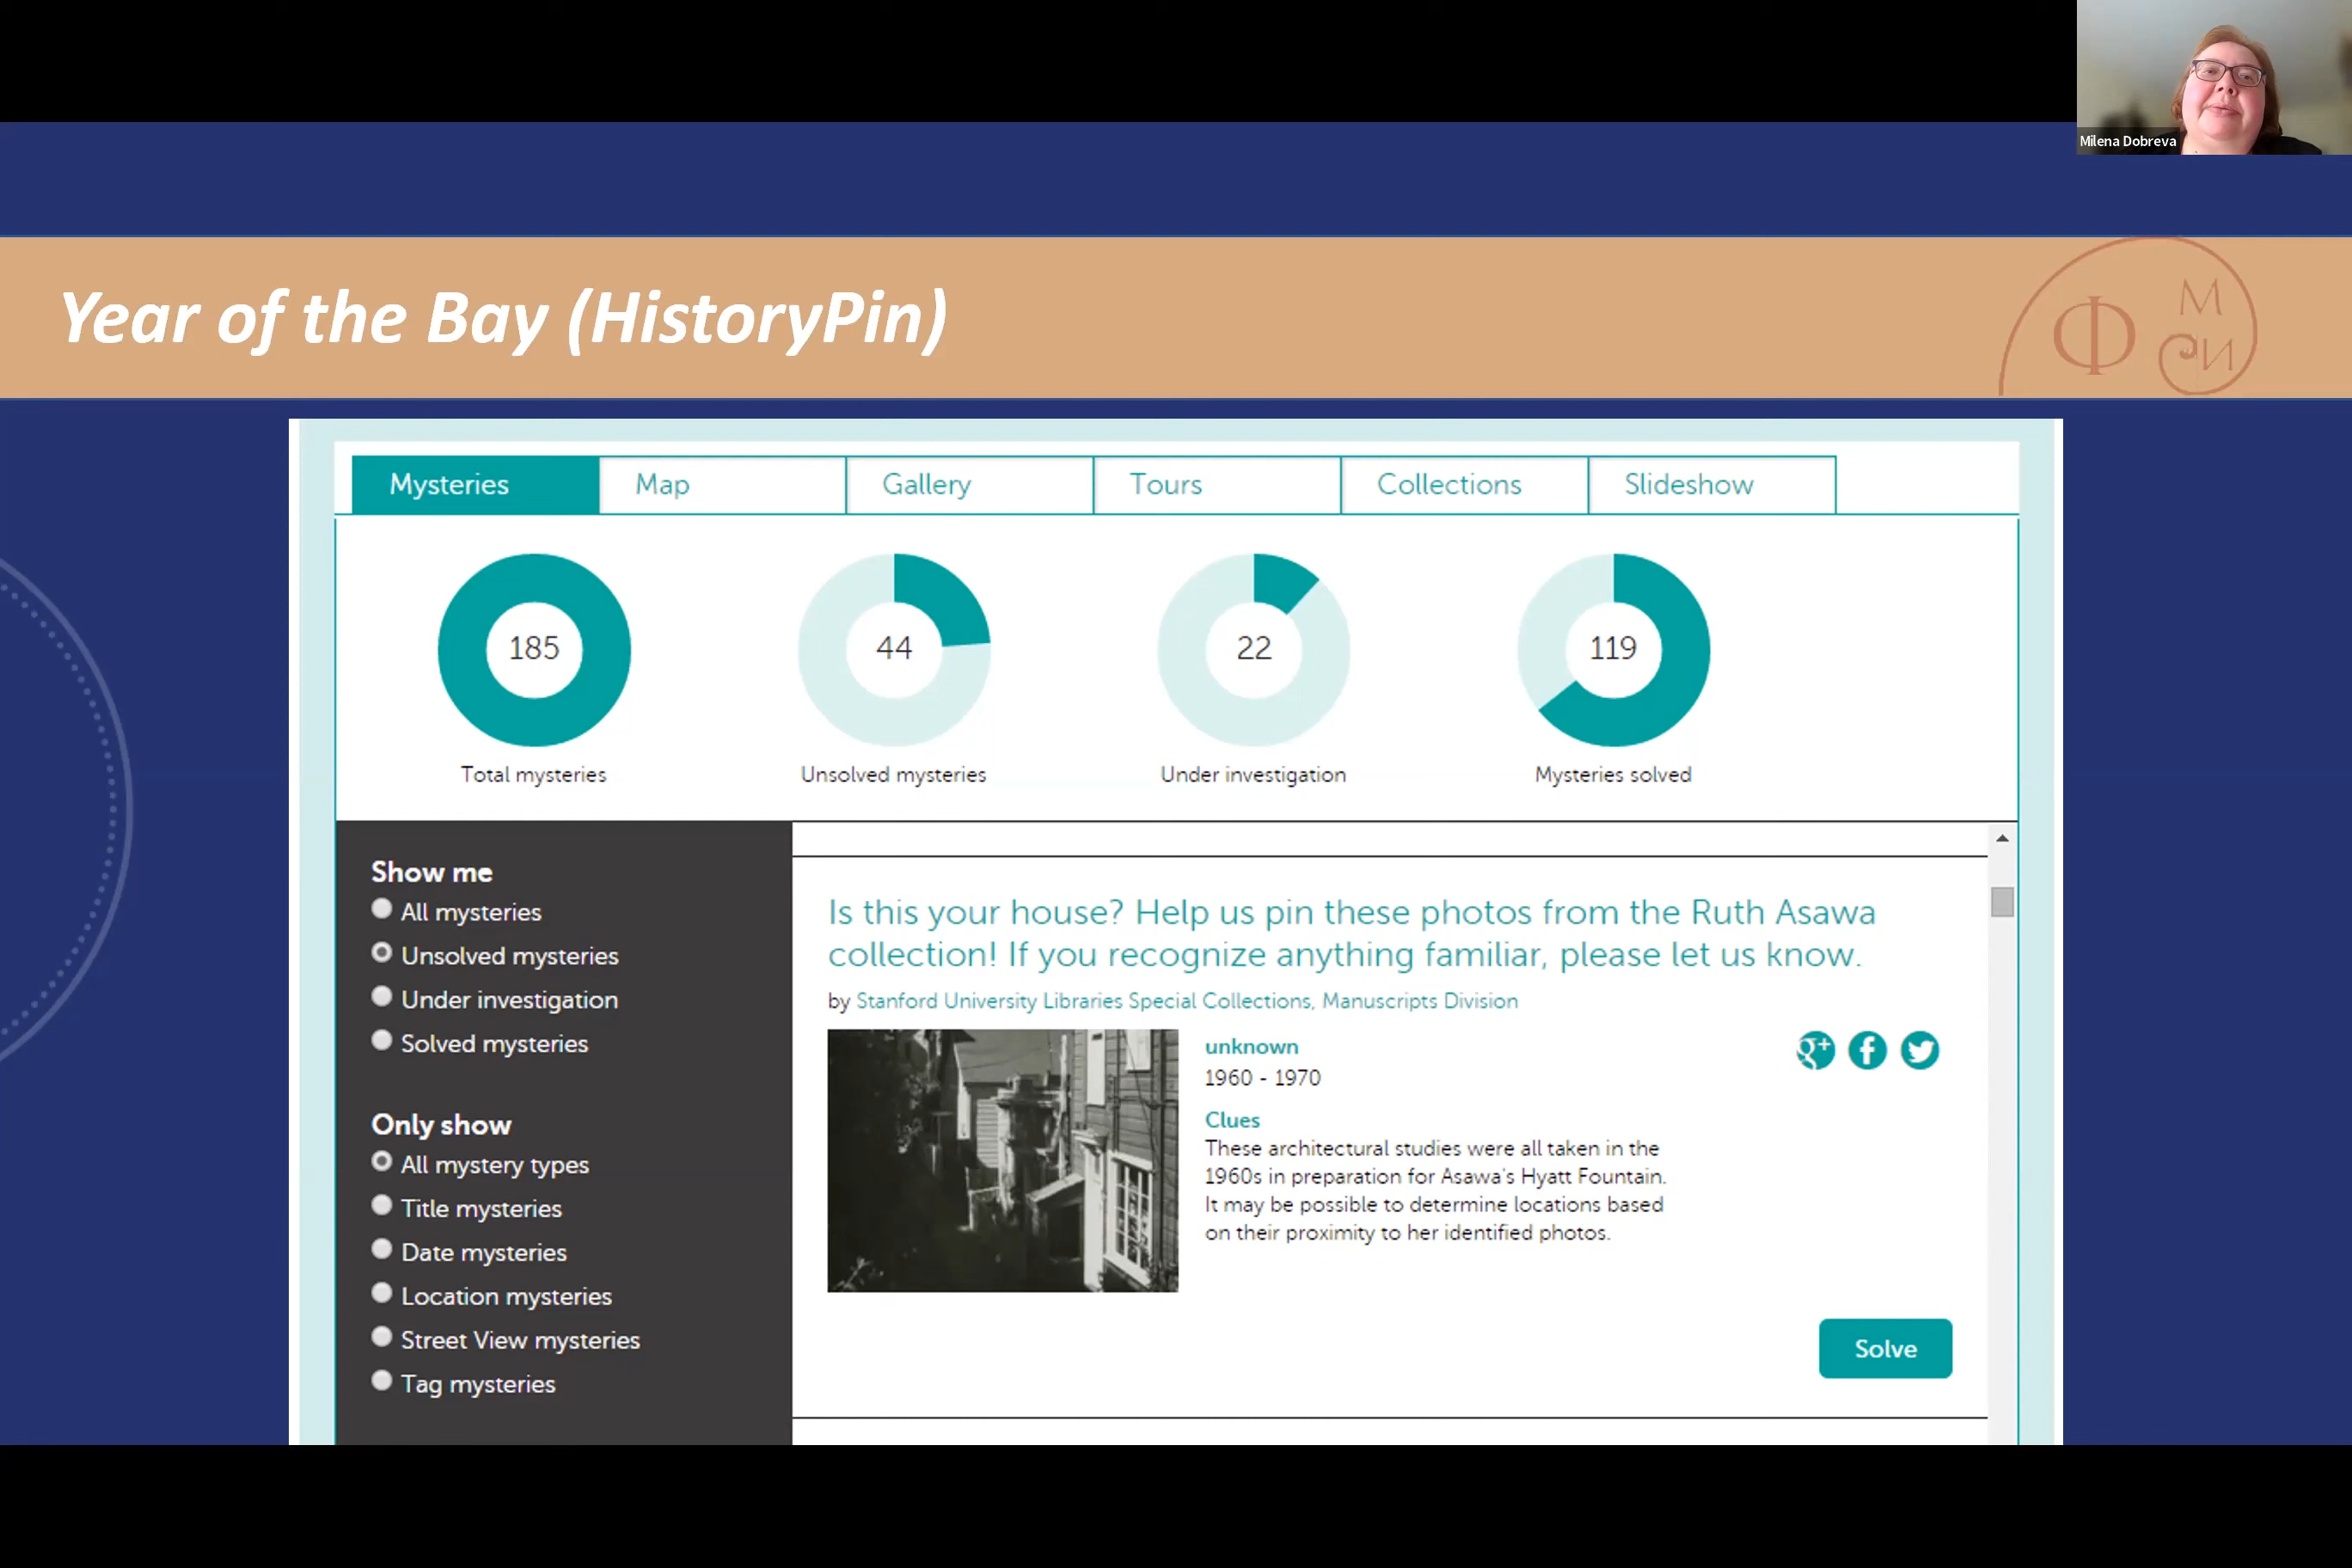 Milena Dobreva
Year of the Bay (HistoryPin)
Ф М
СИ
Mysteries
Map
Gallery
Tours
Collections
Slideshow
185
44
22
119
Total mysteries
Unsolved mysteries
Under investigation
Mysteries solved
Show me
All mysteries
Unsolved mysteries
Under investigation
Solved mysteries
Only show
All mystery types
Title mysteries
Date mysteries
Location mysteries
Street View mysteries
Tag mysteries
Is this your house? Help us pin these photos from the Ruth Asawa
collection! If you recognize anything familiar, please let us know.
by Stanford University Libraries Special Collections, Manuscripts Division
unknown
1960 - 1970
g+ f
Clues
These architectural studies were all taken in the
1960s in preparation for Asawa's Hyatt Fountain.
It may be possible to determine locations based
on their proximity to her identified photos.
Solve